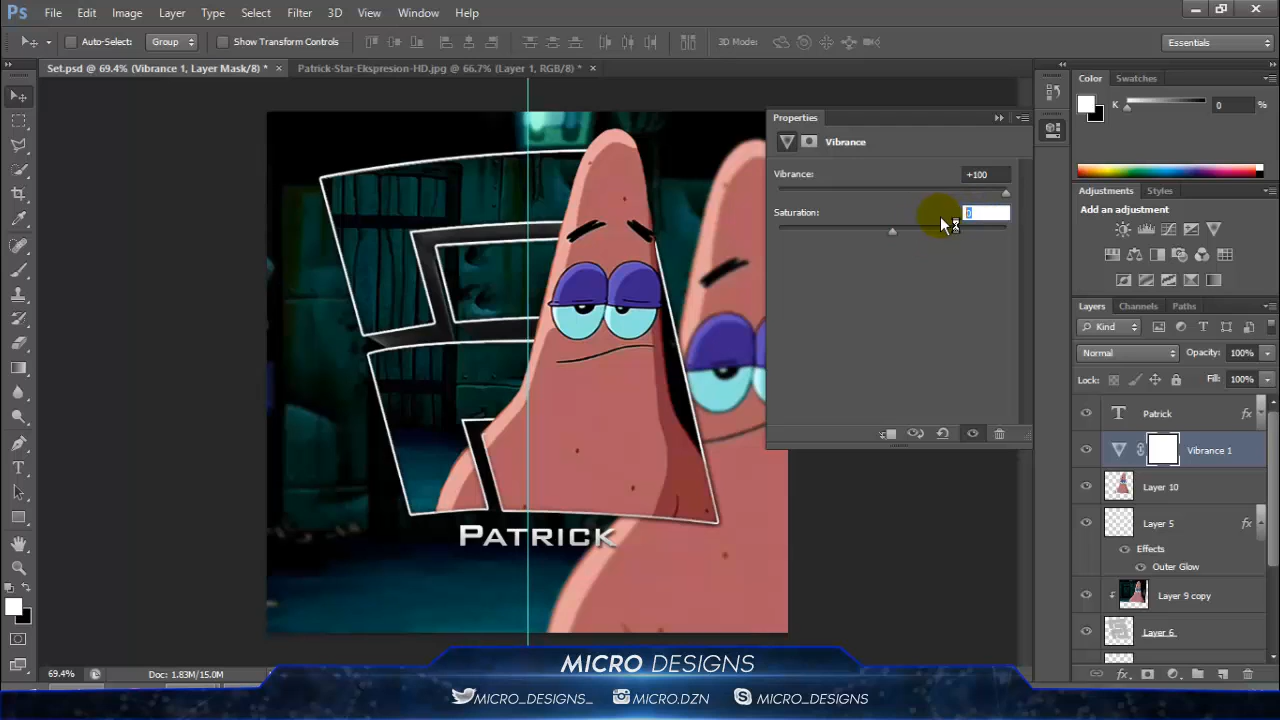 Ps File Edit Image Layer Type Select Filter 3D View Window Help
Auto-Select: Group Show Transform Controls 3D Mode: Essentials
Set.psd @ 69.4% (Vibrance 1, Layer Mask/8) * × Patrick-Star-Ekspresion-HD.jpg @ 66.7% (Layer 1, RGB/8) * ×
Color Swatches
K 0 %
Properties
Vibrance
Vibrance: +100
Saturation: 0
Adjustments Styles
Add an adjustment
Layers Channels Paths
Kind
Normal Opacity: 100%
Lock: Fill: 100%
T Patrick fx
Vibrance 1
Layer 10
Layer 5 fx
Effects
Outer Glow
Layer 9 copy
Layer 6
Patrick
69.4% Doc: 1.83M/15.0M
MICRO DESIGNS
MICRO_DESIGNS_ MICRO.DZN MICRO_DESIGNS